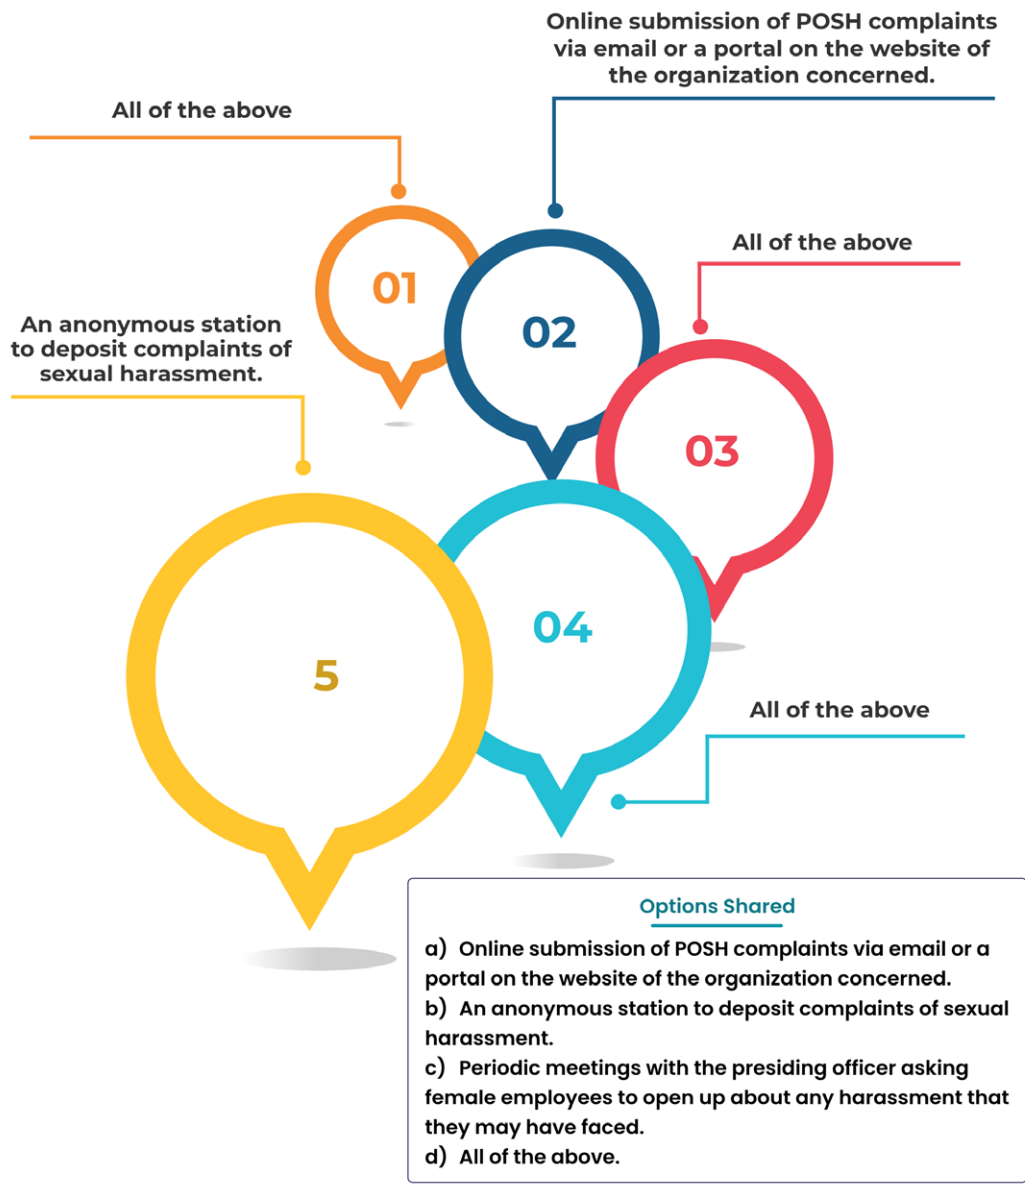 Online submission of POSH complaints
via email or a portal on the website of
the organization concerned.
All of the above
All of the above
01
02
An anonymous station
to deposit complaints of
sexual harassment.
03
04
5
All of the above
Options Shared
a) Online submission of POSH complaints via email or a
portal on the website of the organization concerned.
b) An anonymous station to deposit complaints of sexual
harassment.
c) Periodic meetings with the presiding officer asking
female employees to open up about any harassment that
they may have faced.
d) All of the above.